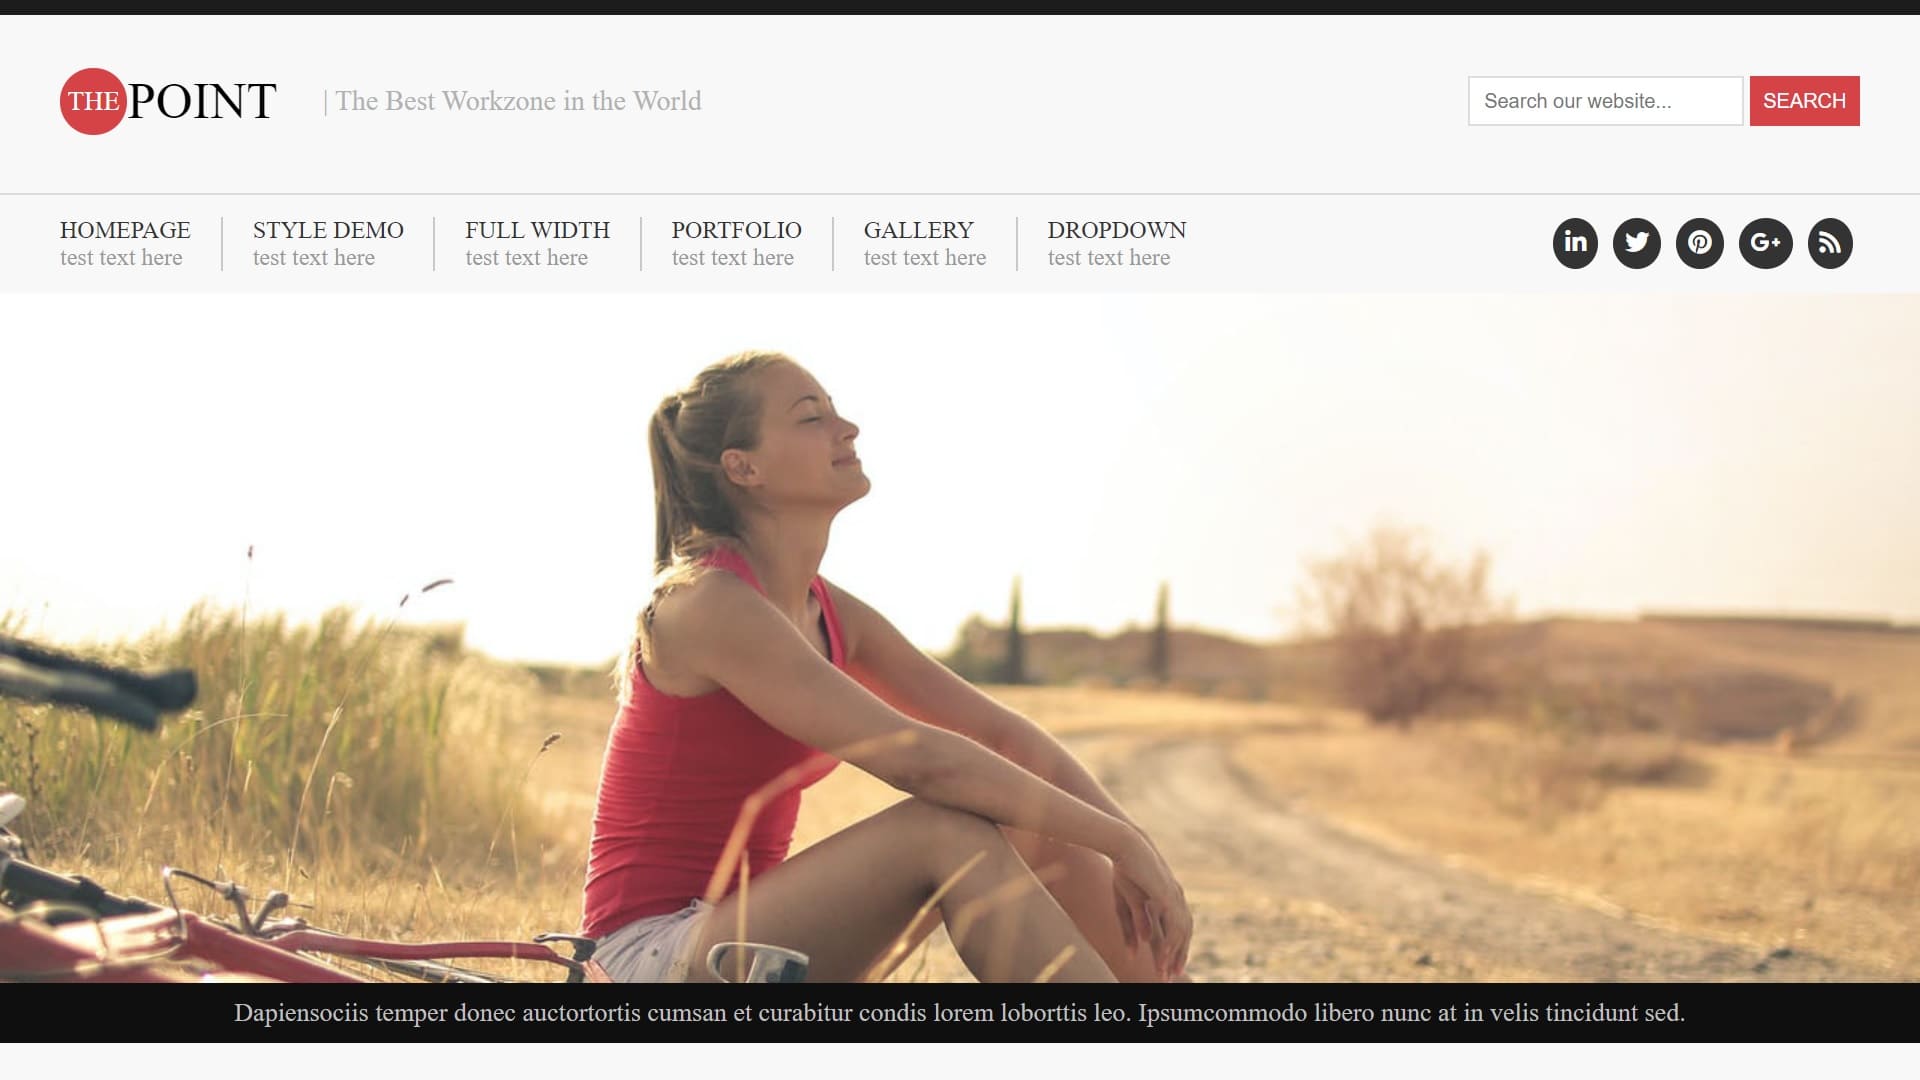 THE POINT
| The Best Workzone in the World
Search our website...
SEARCH
HOMEPAGE
test text here
STYLE DEMO
test text here
FULL WIDTH
test text here
PORTFOLIO
test text here
GALLERY
test text here
DROPDOWN
test text here
in
G+
Dapiensociis temper donec auctortortis cumsan et curabitur condis lorem loborttis leo. Ipsumcommodo libero nunc at in velis tincidunt sed.